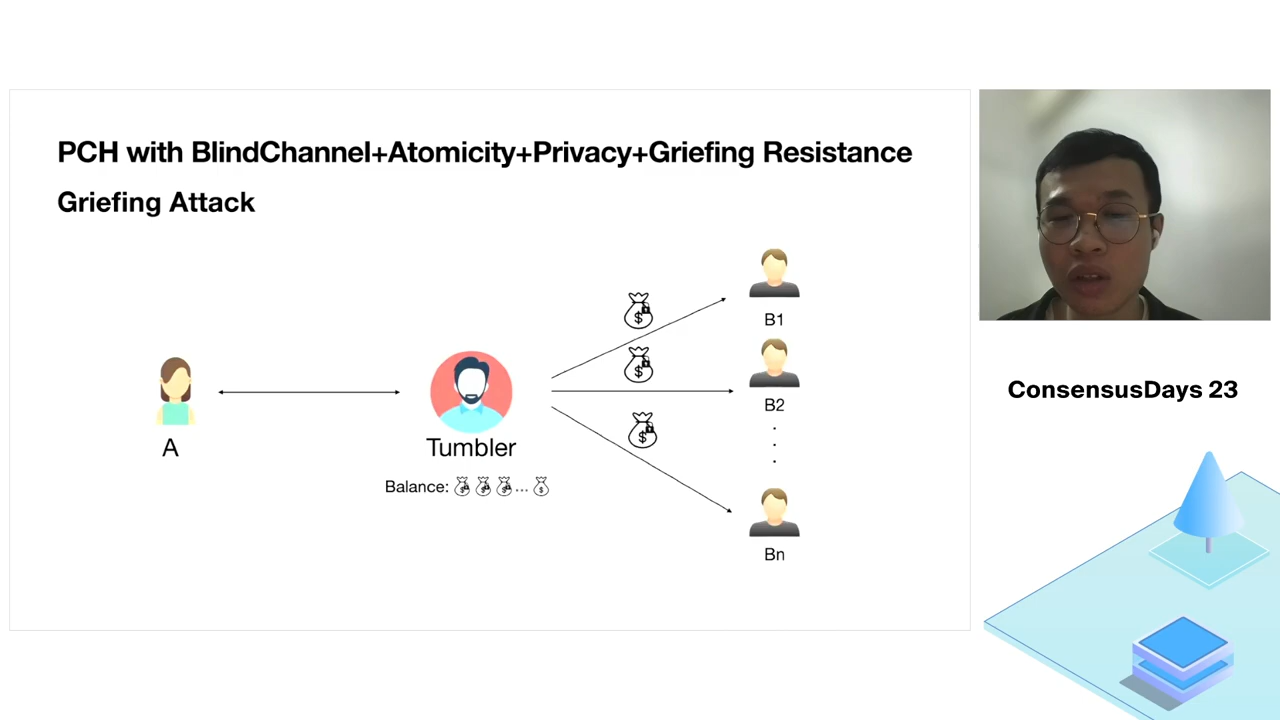 PCH with BlindChannel+Atomicity+Privacy+Griefing Resistance
Griefing Attack
B1
B2
A
Tumbler
Balance: ...
Bn
ConsensusDays 23